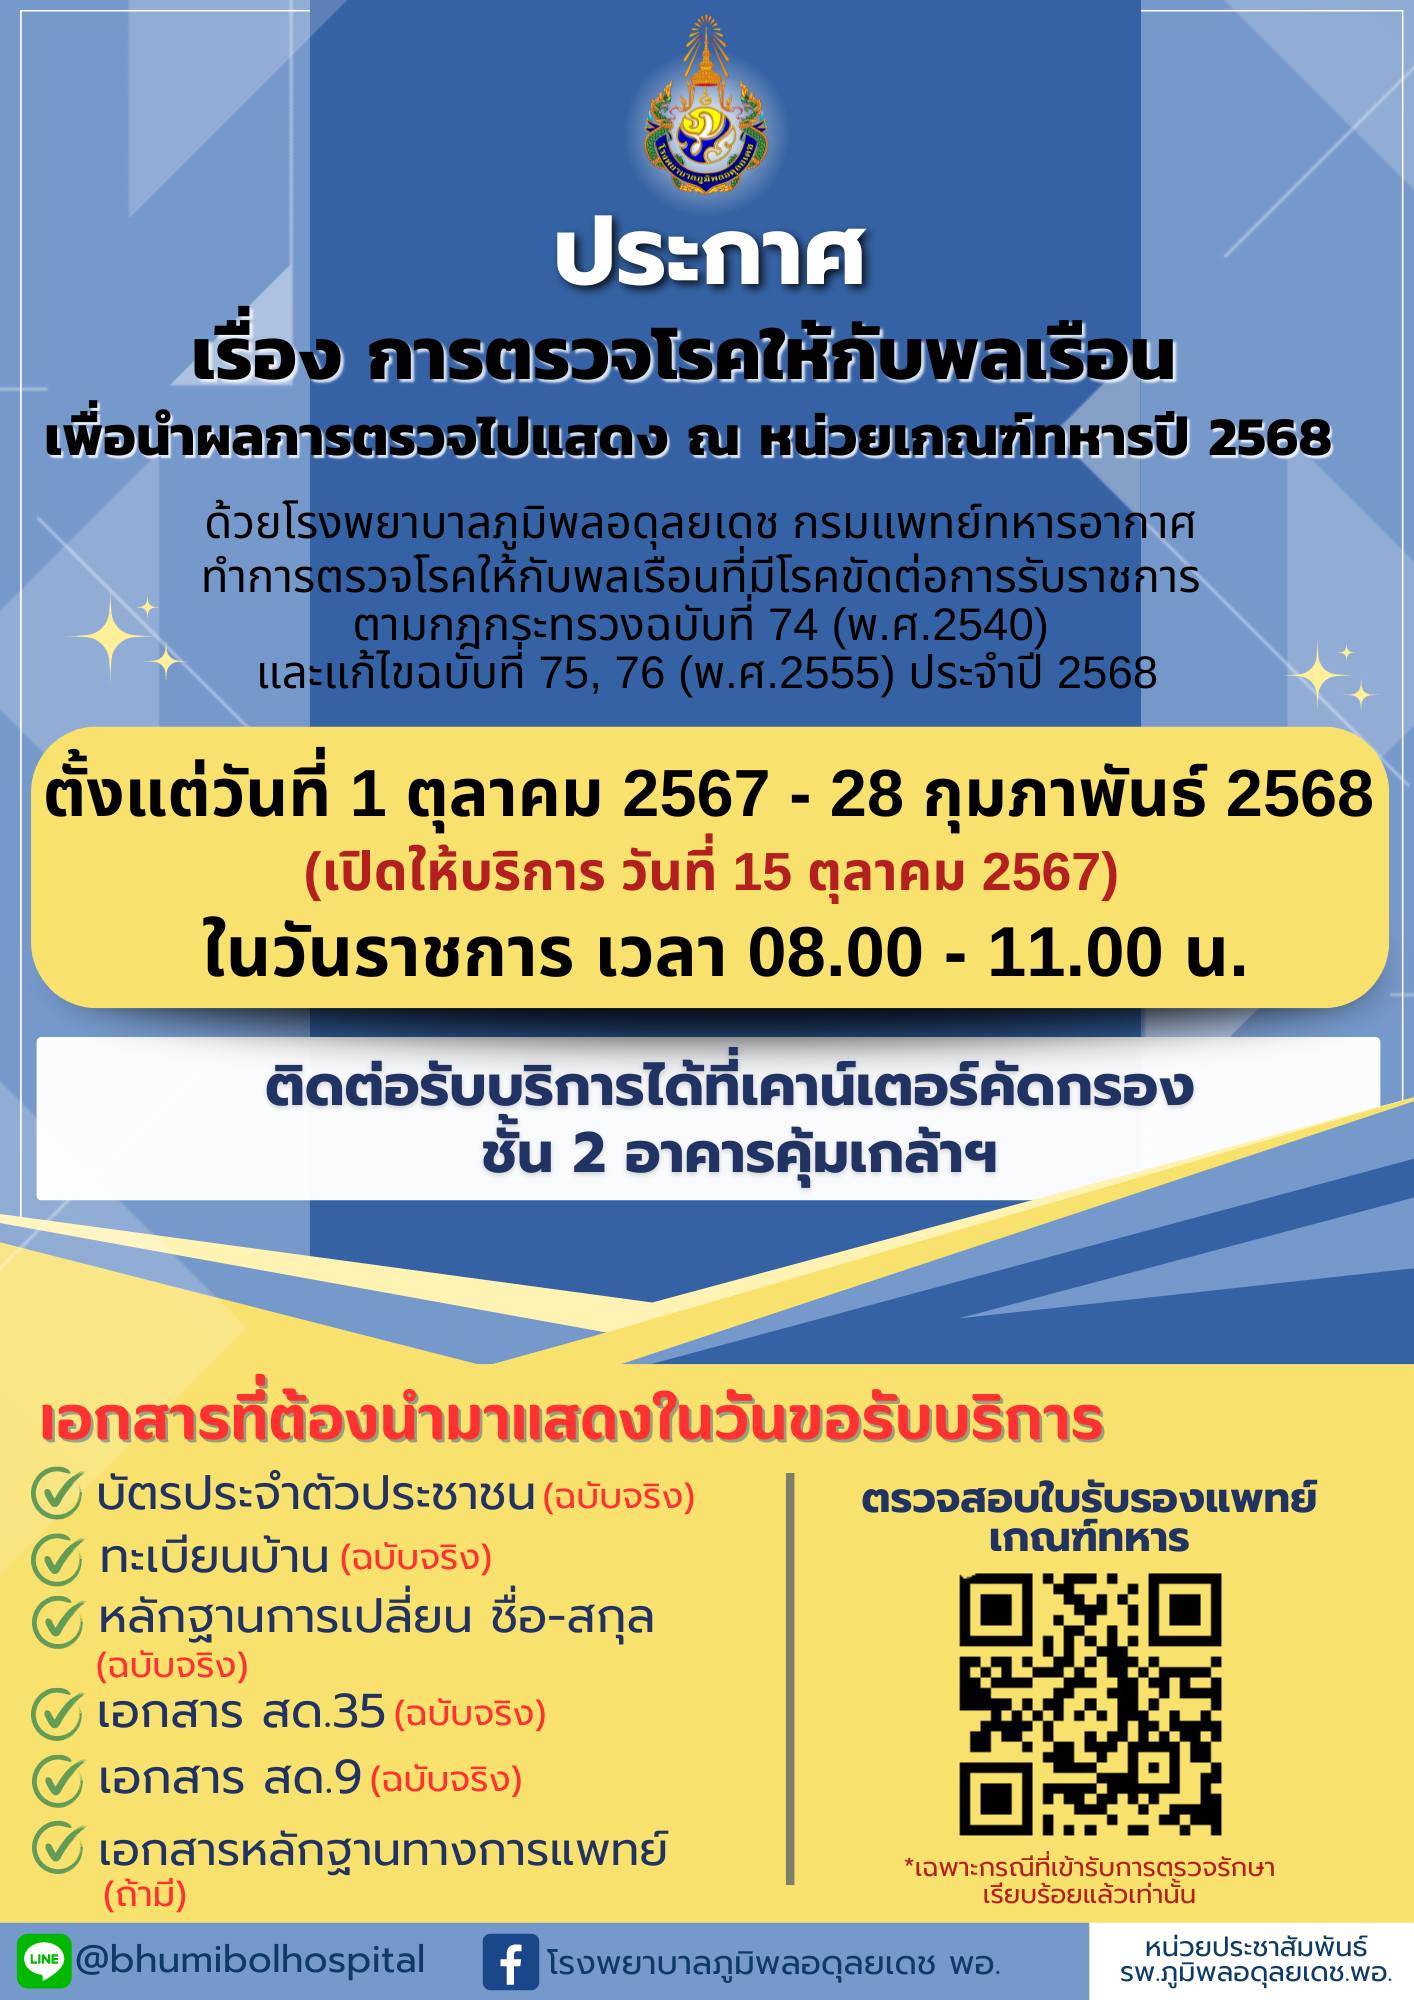 โรงพยาบาลภูมิพลอดุลยเดช
ประกาศ
เรื่อง การตรวจโรคให้กับพลเรือน
เพื่อนำผลการตรวจไปแสดง ณ หน่วยเกณฑ์ทหารปี 2568
ด้วยโรงพยาบาลภูมิพลอดุลยเดช กรมแพทย์ทหารอากาศ
ทำการตรวจโรคให้กับพลเรือนที่มีโรคขัดต่อการรับราชการ
ตามกฎกระทรวงฉบับที่ 74 (พ.ศ.2540)
และแก้ไขฉบับที่ 75, 76 (พ.ศ.2555) ประจำปี 2568
ตั้งแต่วันที่ 1 ตุลาคม 2567 - 28 กุมภาพันธ์ 2568
(เปิดให้บริการ วันที่ 15 ตุลาคม 2567)
ในวันราชการ เวลา 08.00 - 11.00 น.
ติดต่อรับบริการได้ที่เคาน์เตอร์คัดกรอง
ชั้น 2 อาคารคุ้มเกล้าฯ
เอกสารที่ต้องนำมาแสดงในวันขอรับบริการ
บัตรประจำตัวประชาชน (ฉบับจริง)
ทะเบียนบ้าน (ฉบับจริง)
หลักฐานการเปลี่ยน ชื่อ-สกุล
(ฉบับจริง)
เอกสาร สด.35 (ฉบับจริง)
เอกสาร สด.9 (ฉบับจริง)
เอกสารหลักฐานทางการแพทย์
(ถ้ามี)
ตรวจสอบใบรับรองแพทย์
เกณฑ์ทหาร
*เฉพาะกรณีที่เข้ารับการตรวจรักษา
เรียบร้อยแล้วเท่านั้น
LINE @bhumibolhospital
โรงพยาบาลภูมิพลอดุลยเดช พอ.
หน่วยประชาสัมพันธ์
รพ.ภูมิพลอดุลยเดช.พอ.